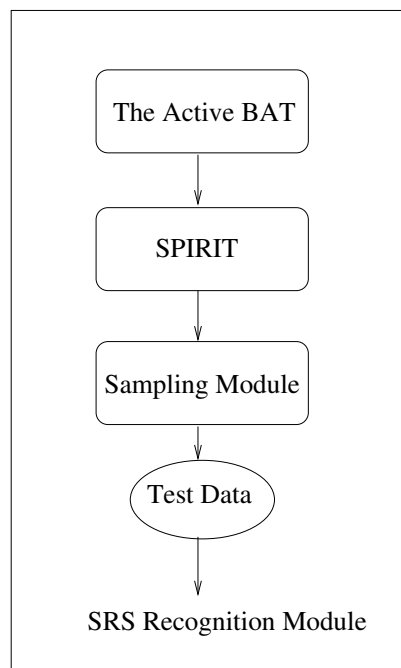 The Active BAT
SPIRIT
Sampling Module
Test Data
SRS Recognition Module